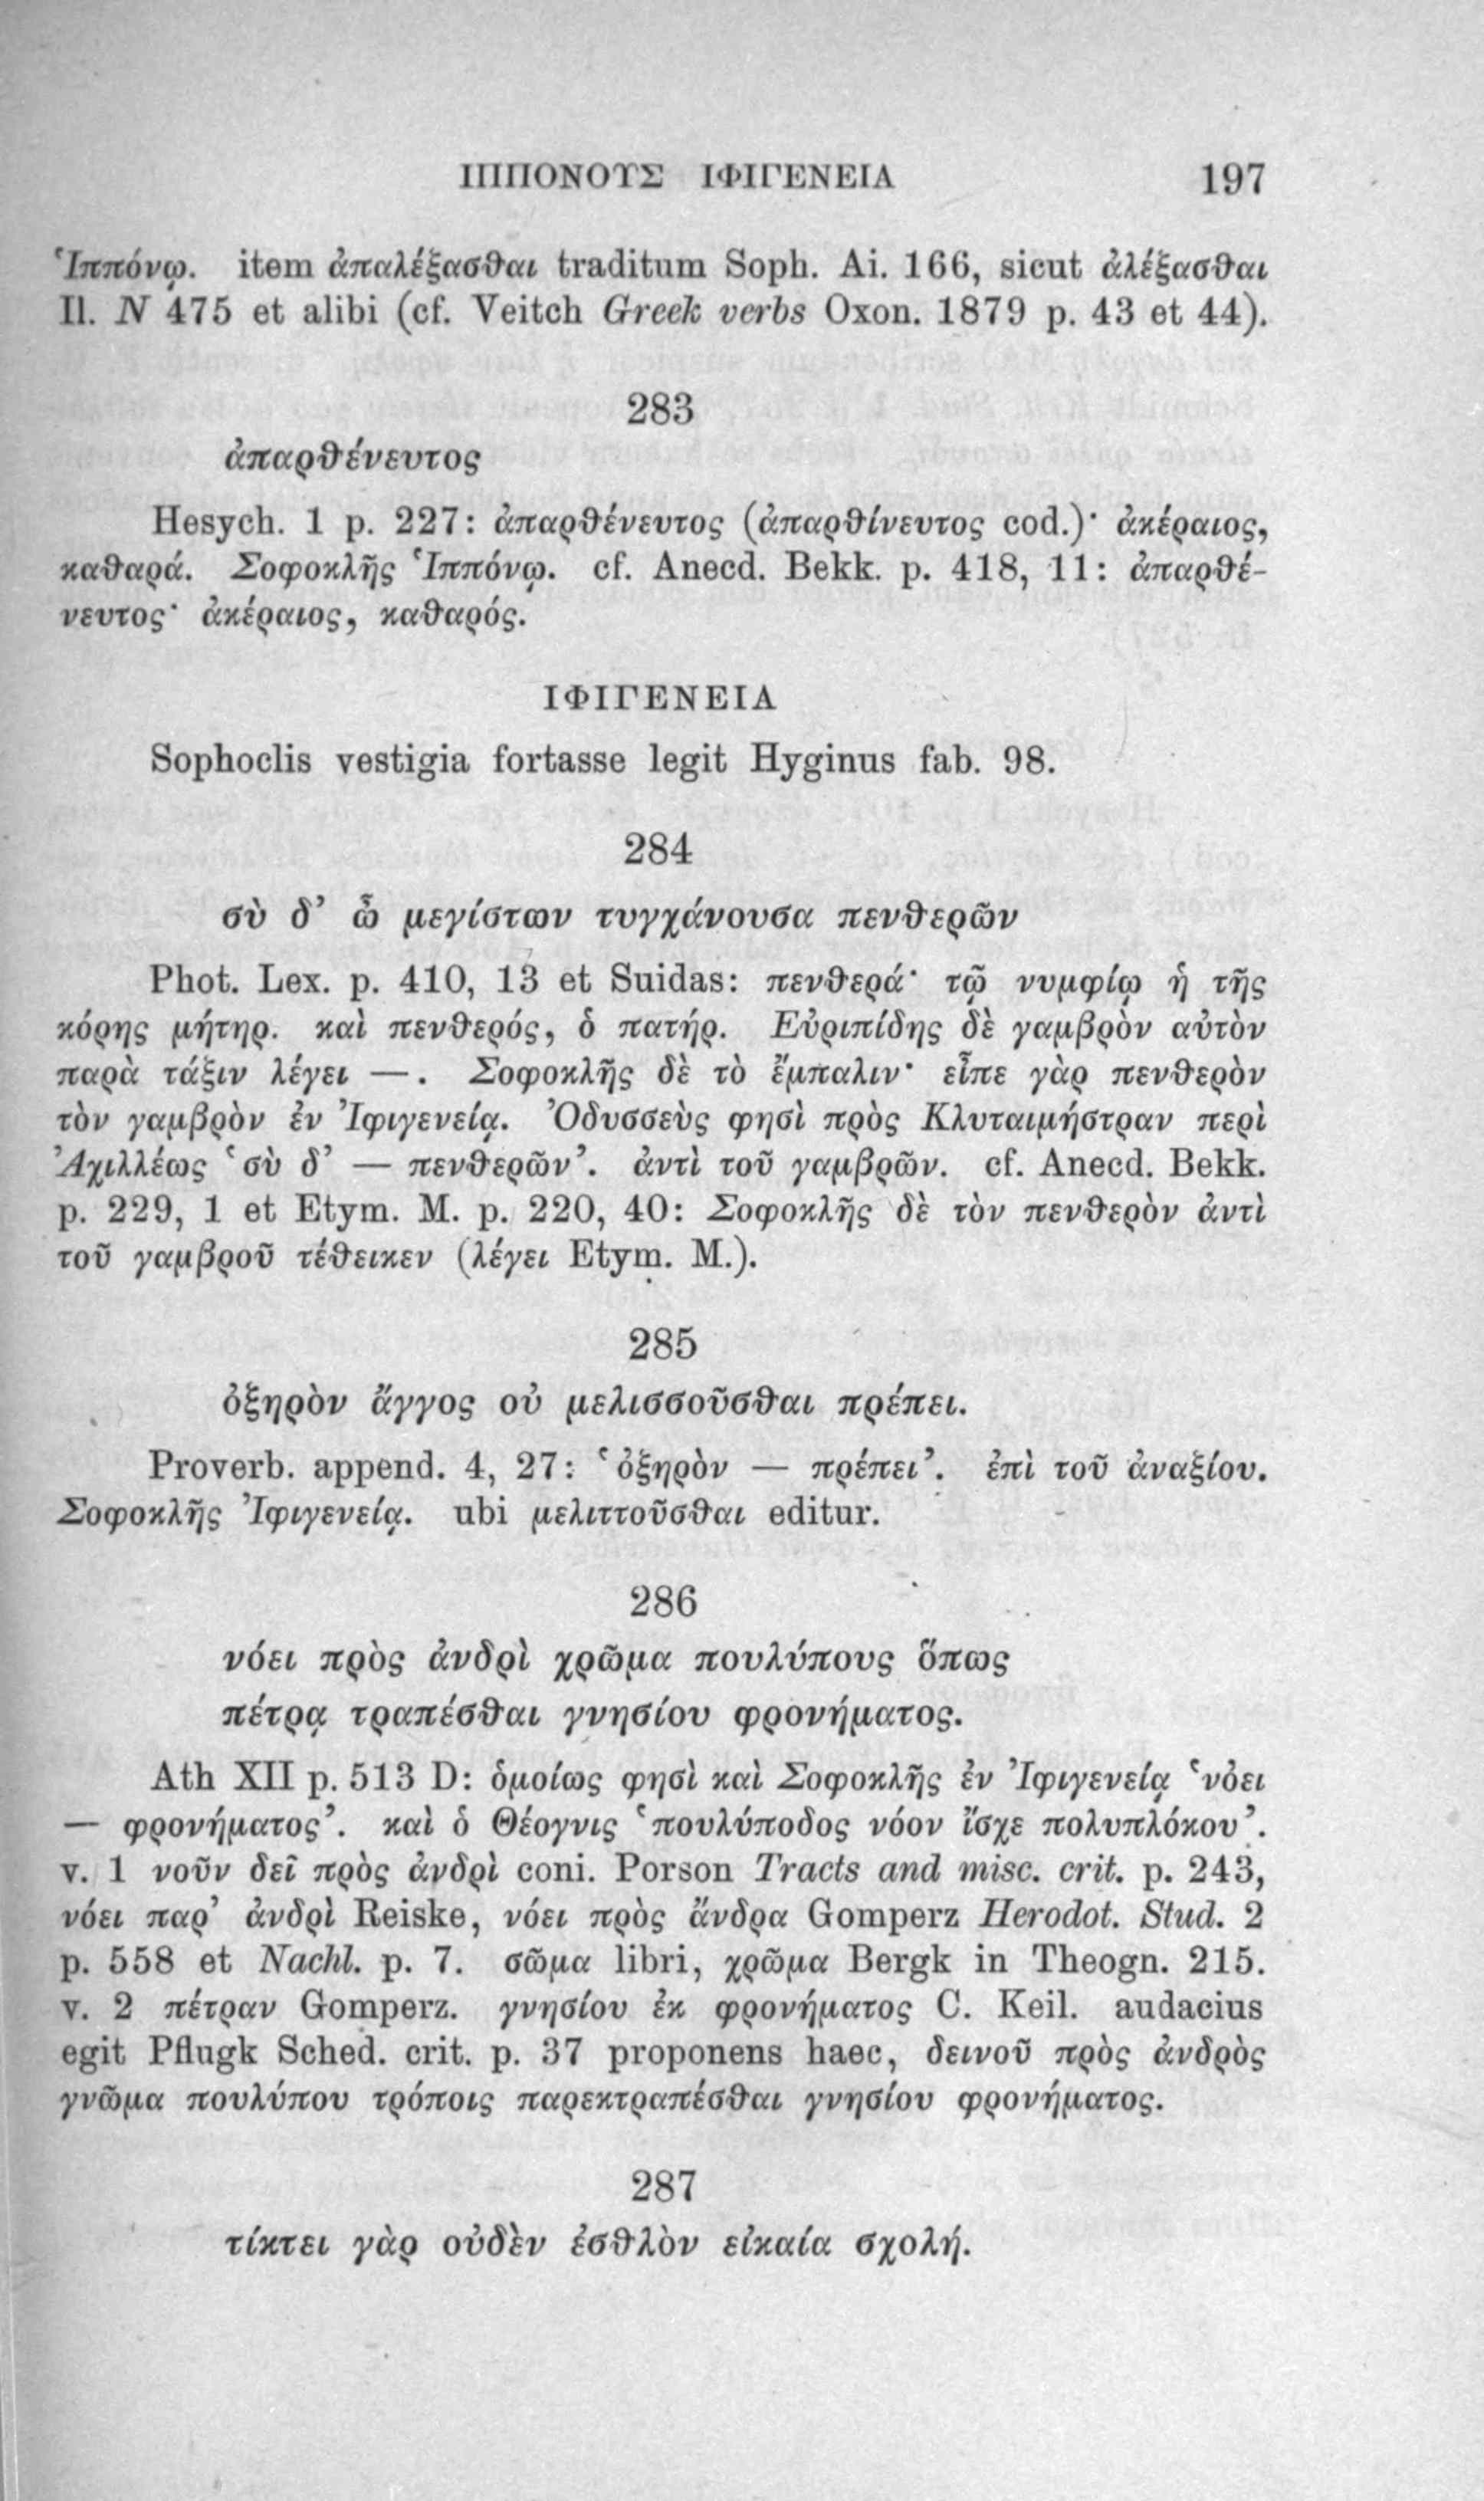 ΙΠΠΟΝΟΥΣ ΙΦΙΓΕΝΕΙΑ 197
Ἱππόνῳ. item ἀπαλέξασθαι traditum Soph. Ai. 166, sicut ἀλέξασθαι
Il. N 475 et alibi (cf. Veitch Greek verbs Oxon. 1879 p. 43 et 44).
283
ἀπαρθένευτος
Hesych. 1 p. 227: ἀπαρθένευτος (ἀπαρθίνευτος cod.)· ἀκέραιος,
καθαρά. Σοφοκλῆς Ἱππόνῳ. cf. Anecd. Bekk. p. 418, 11: ἀπαρθέ-
νευτος· ἀκέραιος, καθαρός.
ΙΦΙΓΕΝΕΙΑ
Sophoclis vestigia fortasse legit Hyginus fab. 98.
284
σὺ δ’ ὦ μεγίστων τυγχάνουσα πενθερῶν
Phot. Lex. p. 410, 13 et Suidas: πενθερά· τῷ νυμφίῳ ἡ τῆς
κόρης μήτηρ. καὶ πενθερός, ὁ πατήρ. Εὐριπίδης δὲ γαμβρὸν αὐτὸν
παρὰ τάξιν λέγει —. Σοφοκλῆς δὲ τὸ ἔμπαλιν· εἶπε γὰρ πενθερὸν
τὸν γαμβρὸν ἐν Ἰφιγενείᾳ. Ὀδυσσεὺς φησὶ πρὸς Κλυταιμήστραν περὶ
Ἀχιλλέως ‘σὺ δ’ — πενθερῶν’. ἀντὶ τοῦ γαμβρῶν. cf. Anecd. Bekk.
p. 229, 1 et Etym. M. p. 220, 40: Σοφοκλῆς δὲ τὸν πενθερὸν ἀντὶ
τοῦ γαμβροῦ τέθεικεν (λέγει Etym. M.).
285
ὀξηρὸν ἄγγος οὐ μελισσοῦσθαι πρέπει.
Proverb. append. 4, 27: ‘ὀξηρὸν — πρέπει’. ἐπὶ τοῦ ἀναξίου.
Σοφοκλῆς Ἰφιγενείᾳ. ubi μελιττοῦσθαι editur.
286
νόει πρὸς ἀνδρὶ χρῶμα πουλύπους ὅπως
πέτρᾳ τραπέσθαι γνησίου φρονήματος.
Ath XII p. 513 D: ὁμοίως φησὶ καὶ Σοφοκλῆς ἐν Ἰφιγενείᾳ ‘νόει
— φρονήματος’. καὶ ὁ Θέογνις ‘πουλύποδος νόον ἴσχε πολυπλόκου’.
v. 1 νοῦν δεῖ πρὸς ἀνδρὶ coni. Porson Tracts and misc. crit. p. 243,
νόει παρ’ ἀνδρὶ Reiske, νόει πρὸς ἄνδρα Gomperz Herodot. Stud. 2
p. 558 et Nachl. p. 7. σῶμα libri, χρῶμα Bergk in Theogn. 215.
v. 2 πέτραν Gomperz. γνησίου ἐκ φρονήματος C. Keil. audacius
egit Pflugk Sched. crit. p. 37 proponens haec, δεινοῦ πρὸς ἀνδρὸς
γνῶμα πουλύπου τρόποις παρεκτραπέσθαι γνησίου φρονήματος.
287
τίκτει γὰρ οὐδὲν ἐσθλὸν εἰκαία σχολή.